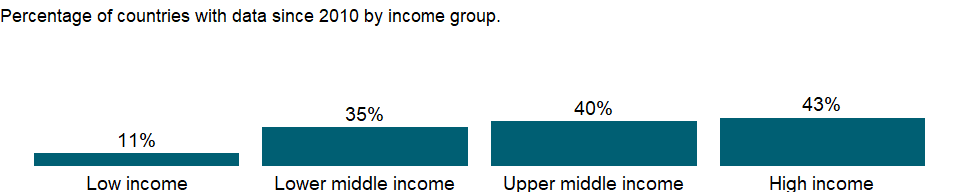 Percentage of countries with data since 2010 by income group.
11%
35%
40%
43%
Low income
Lower middle income
Upper middle income
High income